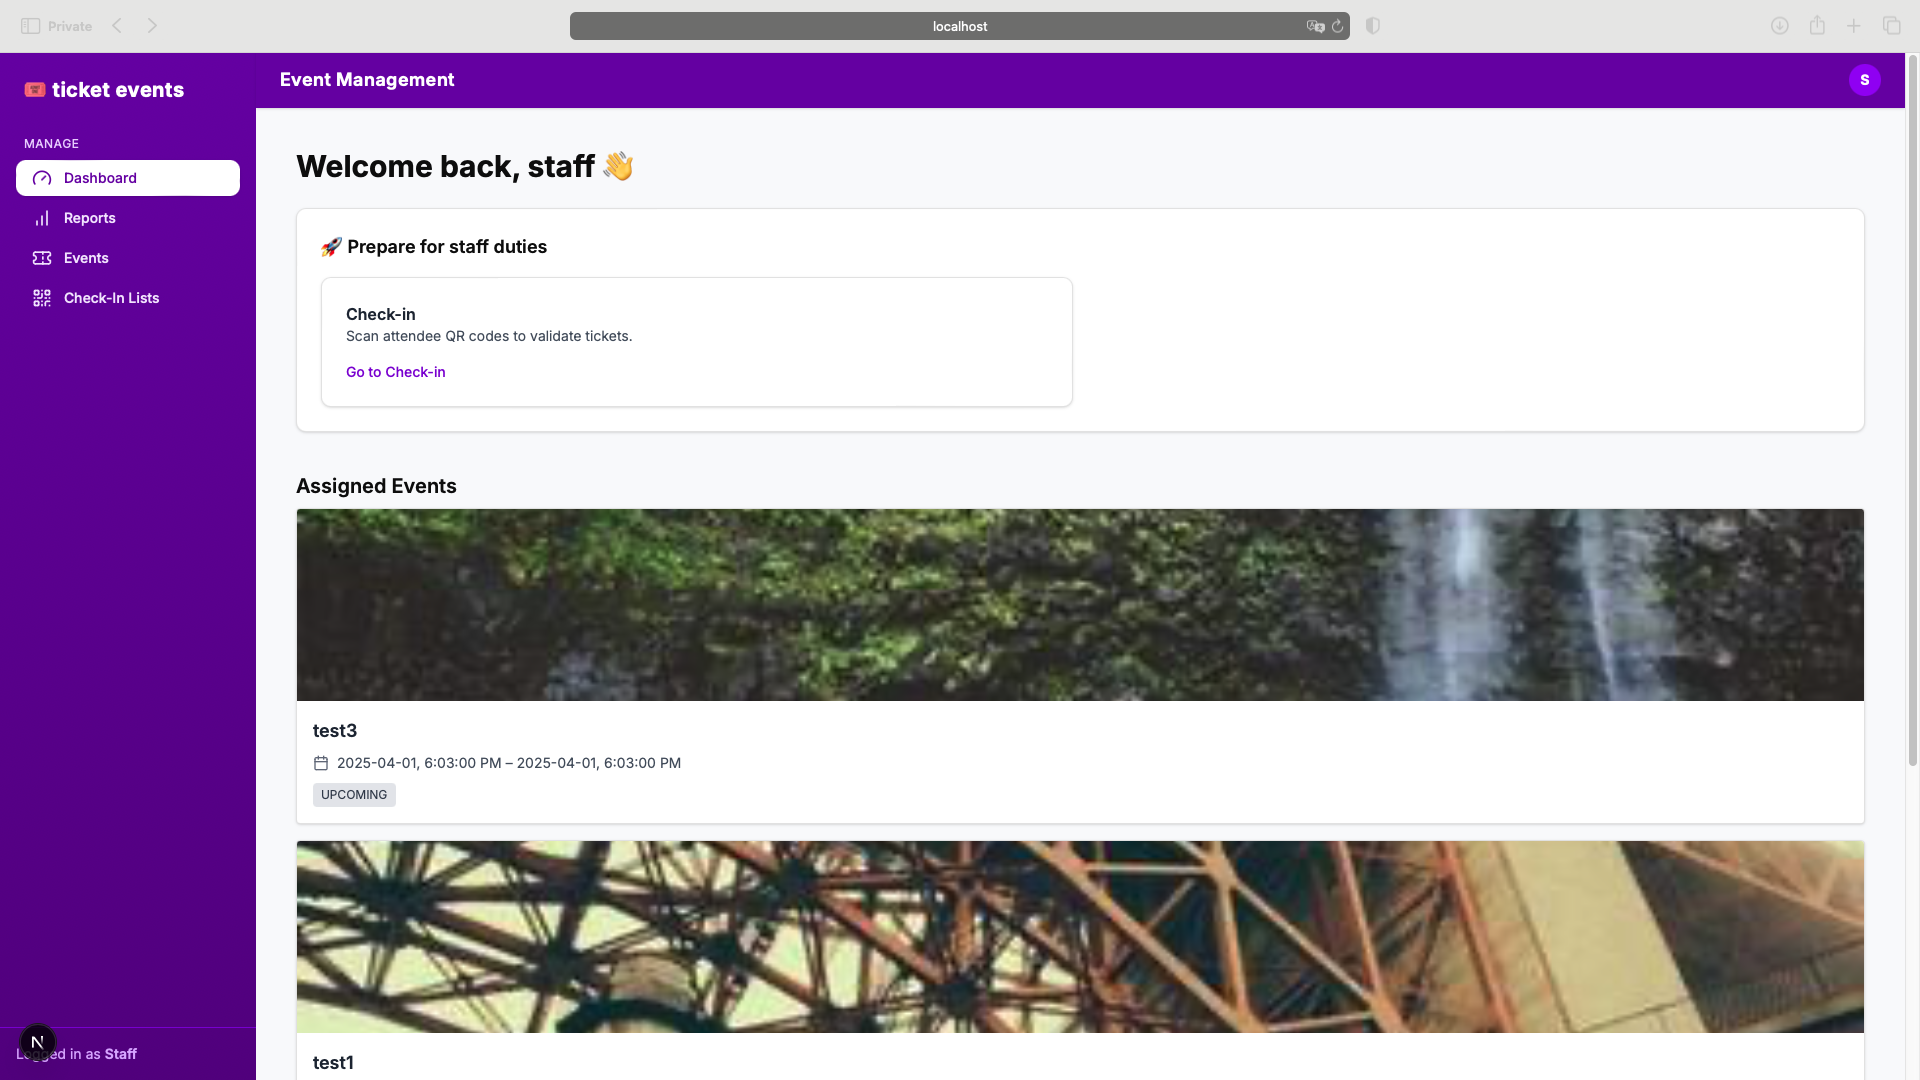 Private
localhost
ticket events
Event Management
S
MANAGE
Dashboard
Reports
Events
Check-In Lists
Welcome back, staff 👋
🚀 Prepare for staff duties
Check-in
Scan attendee QR codes to validate tickets.
Go to Check-in
Assigned Events
test3
2025-04-01, 6:03:00 PM – 2025-04-01, 6:03:00 PM
UPCOMING
test1
N
Logged in as Staff